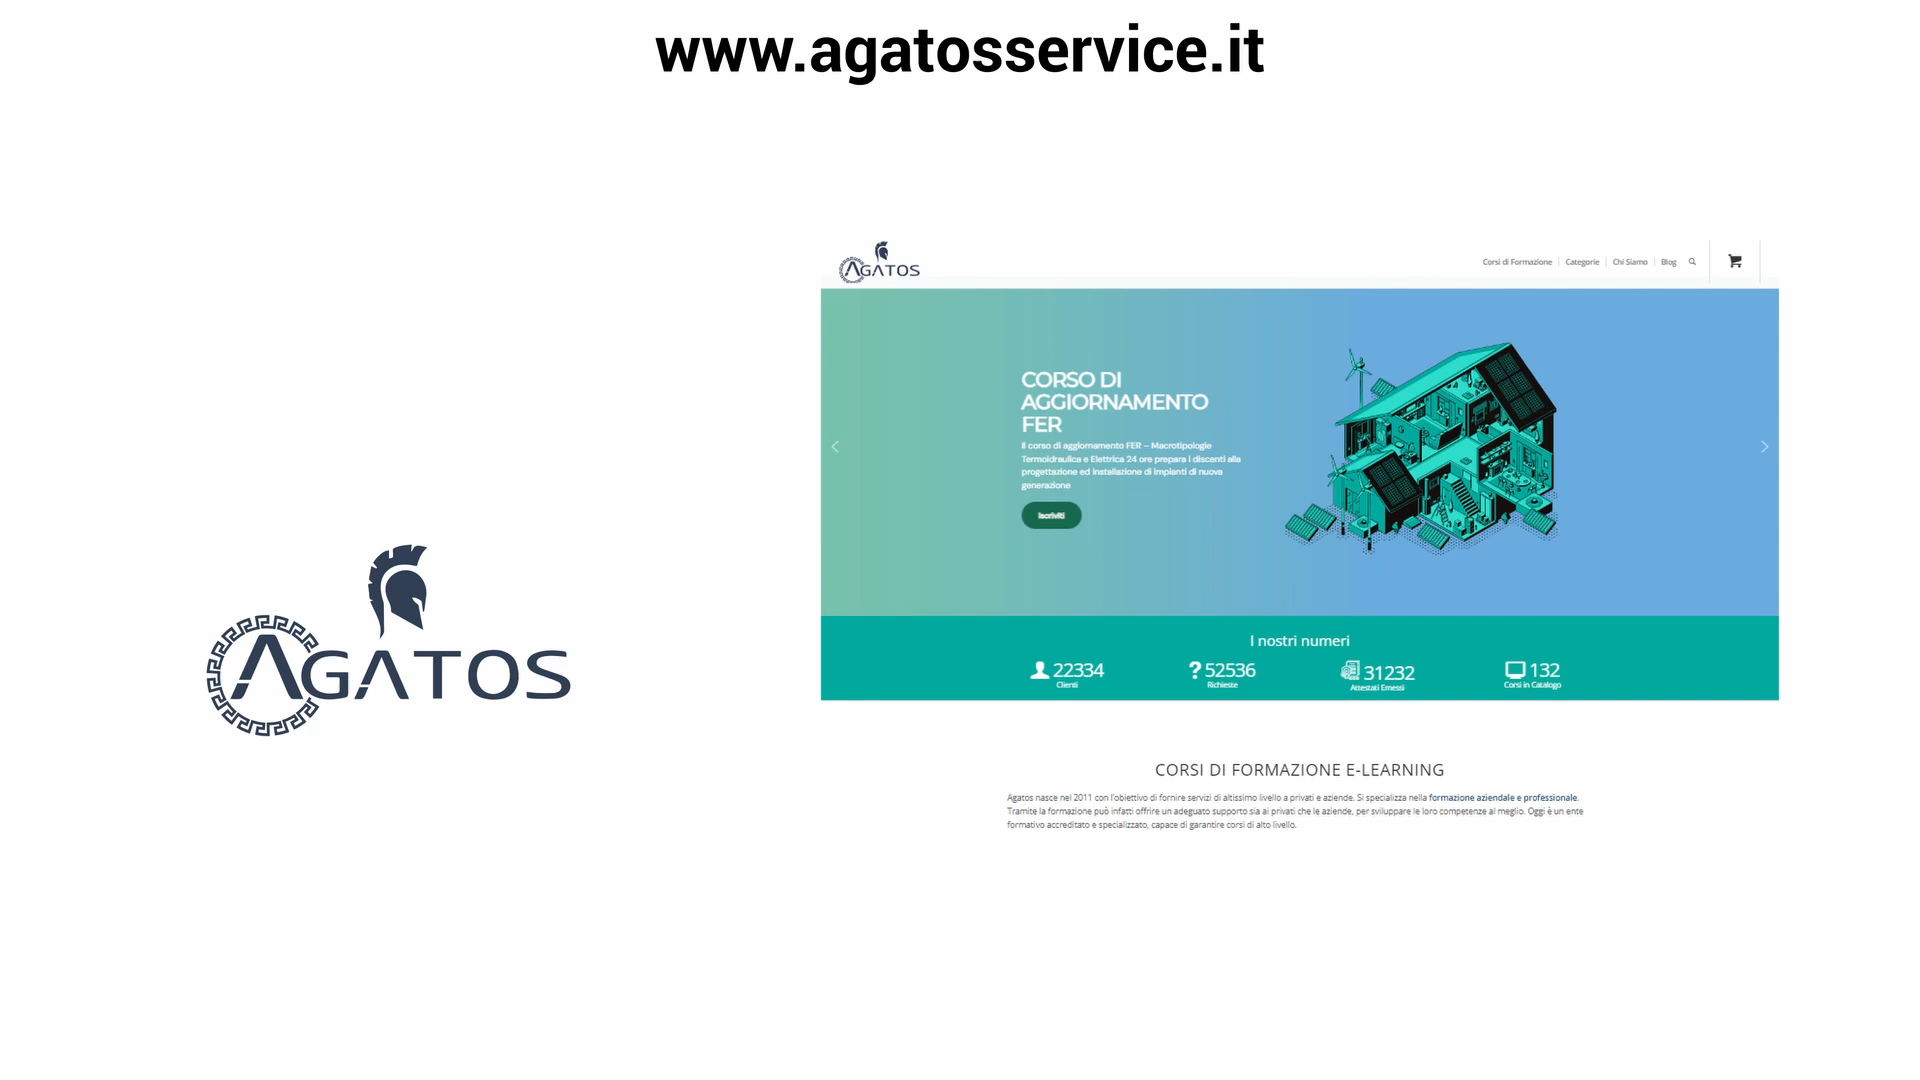 www.agatosservice.it
AGATOS
Corsi di Formazione
Categorie
Chi Siamo
Blog
CORSO DI
AGGIORNAMENTO
FER
Il corso di aggiornamento FER – Macrotipologie
Termoidraulica e Elettrica 24 ore prepara i discenti alla
progettazione ed installazione di impianti di nuova
generazione
Iscriviti
I nostri numeri
22334
Clienti
52536
Richieste
31232
Attestati Emessi
132
Corsi in Catalogo
AGATOS
CORSI DI FORMAZIONE E-LEARNING
Agatos nasce nel 2011 con l'obiettivo di fornire servizi di altissimo livello a privati e aziende. Si specializza nella formazione aziendale e professionale.
Tramite la formazione può infatti offrire un adeguato supporto sia ai privati che le aziende, per sviluppare le loro competenze al meglio. Oggi è un ente
formativo accreditato e specializzato, capace di garantire corsi di alto livello.